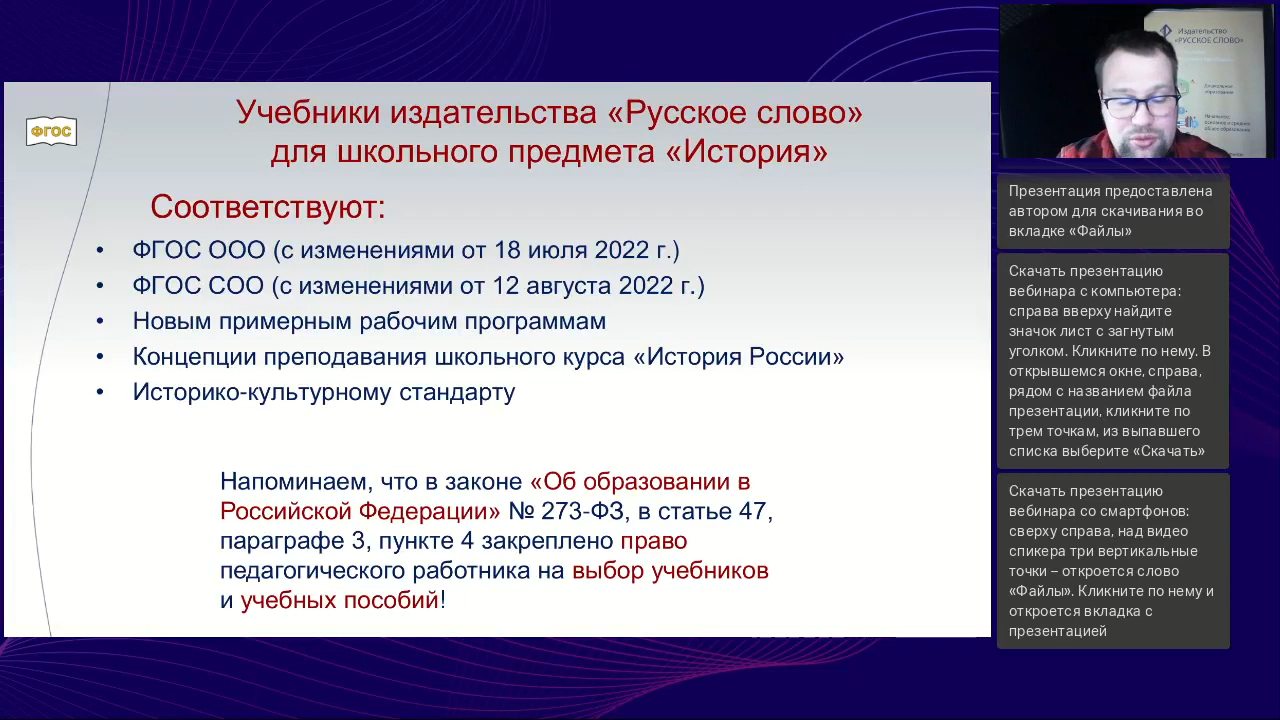 ФГОС
Учебники издательства «Русское слово»
для школьного предмета «История»
Соответствуют:
• ФГОС ООО (с изменениями от 18 июля 2022 г.)
• ФГОС СОО (с изменениями от 12 августа 2022 г.)
• Новым примерным рабочим программам
• Концепции преподавания школьного курса «История России»
• Историко-культурному стандарту
Напоминаем, что в законе «Об образовании в
Российской Федерации» № 273-ФЗ, в статье 47,
параграфе 3, пункте 4 закреплено право
педагогического работника на выбор учебников
и учебных пособий!
Издательство
«РУССКОЕ СЛОВО»
Презентация предоставлена
автором для скачивания во
вкладке «Файлы»
Скачать презентацию
вебинара с компьютера:
справа вверху найдите
значок лист с загнутым
уголком. Кликните по нему. В
открывшемся окне, справа,
рядом с названием файла
презентации, кликните по
трем точкам, из выпавшего
списка выберите «Скачать»
Скачать презентацию
вебинара со смартфонов:
сверху справа, над видео
спикера три вертикальные
точки – откроется слово
«Файлы». Кликните по нему и
откроется вкладка с
презентацией